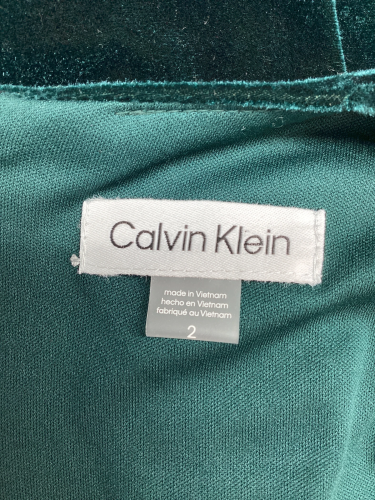 Calvin Klein
made in Vietnam
hecho en Vietnam
fabriqué au Vietnam
2